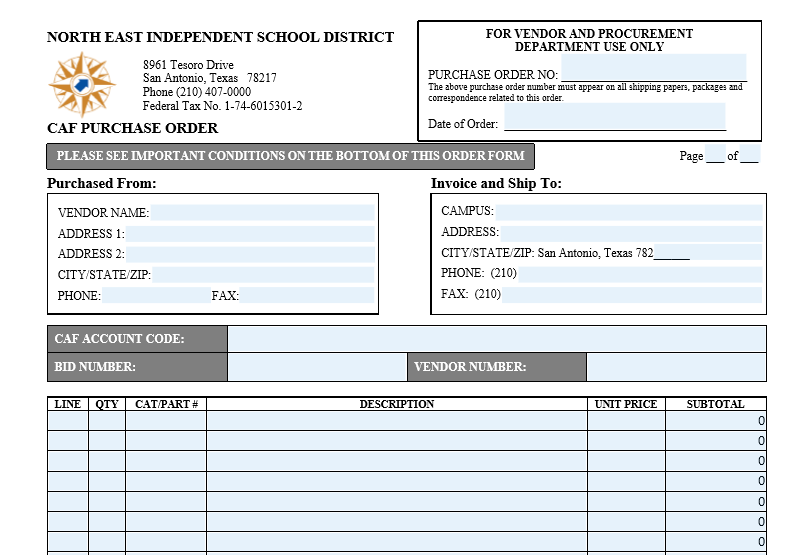 NORTH EAST INDEPENDENT SCHOOL DISTRICT
8961 Tesoro Drive
San Antonio, Texas 78217
Phone (210) 407-0000
Federal Tax No. 1-74-6015301-2
CAF PURCHASE ORDER
FOR VENDOR AND PROCUREMENT
DEPARTMENT USE ONLY
PURCHASE ORDER NO:
The above purchase order number must appear on all shipping papers, packages and
correspondence related to this order.
Date of Order:
PLEASE SEE IMPORTANT CONDITIONS ON THE BOTTOM OF THIS ORDER FORM
Page ___ of ___
Purchased From:
VENDOR NAME:
ADDRESS 1:
ADDRESS 2:
CITY/STATE/ZIP:
PHONE: FAX:
Invoice and Ship To:
CAMPUS:
ADDRESS:
CITY/STATE/ZIP: San Antonio, Texas 782______
PHONE: (210)
FAX: (210)
CAF ACCOUNT CODE:
BID NUMBER: VENDOR NUMBER:
LINE QTY CAT/PART # DESCRIPTION UNIT PRICE SUBTOTAL
0
0
0
0
0
0
0